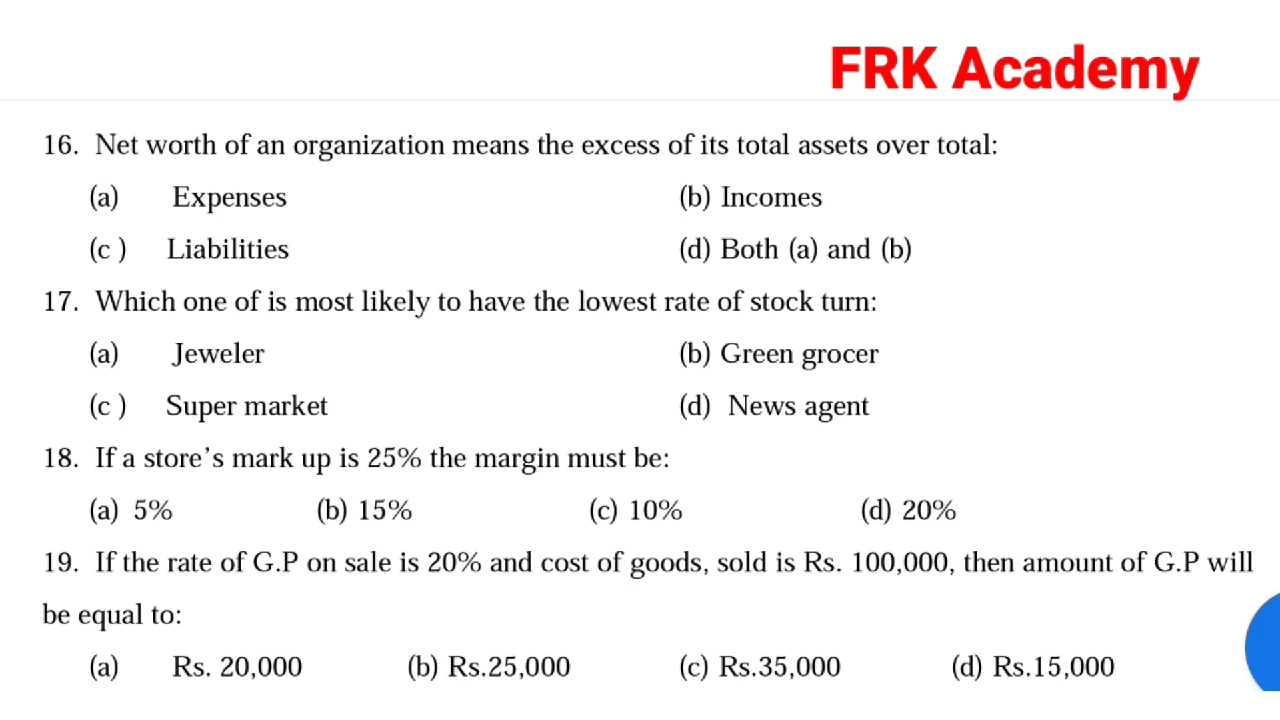 FRK Academy
16. Net worth of an organization means the excess of its total assets over total:
(a) Expenses (b) Incomes
(c ) Liabilities (d) Both (a) and (b)
17. Which one of is most likely to have the lowest rate of stock turn:
(a) Jeweler (b) Green grocer
(c ) Super market (d) News agent
18. If a store’s mark up is 25% the margin must be:
(a) 5% (b) 15% (c) 10% (d) 20%
19. If the rate of G.P on sale is 20% and cost of goods, sold is Rs. 100,000, then amount of G.P will
be equal to:
(a) Rs. 20,000 (b) Rs.25,000 (c) Rs.35,000 (d) Rs.15,000